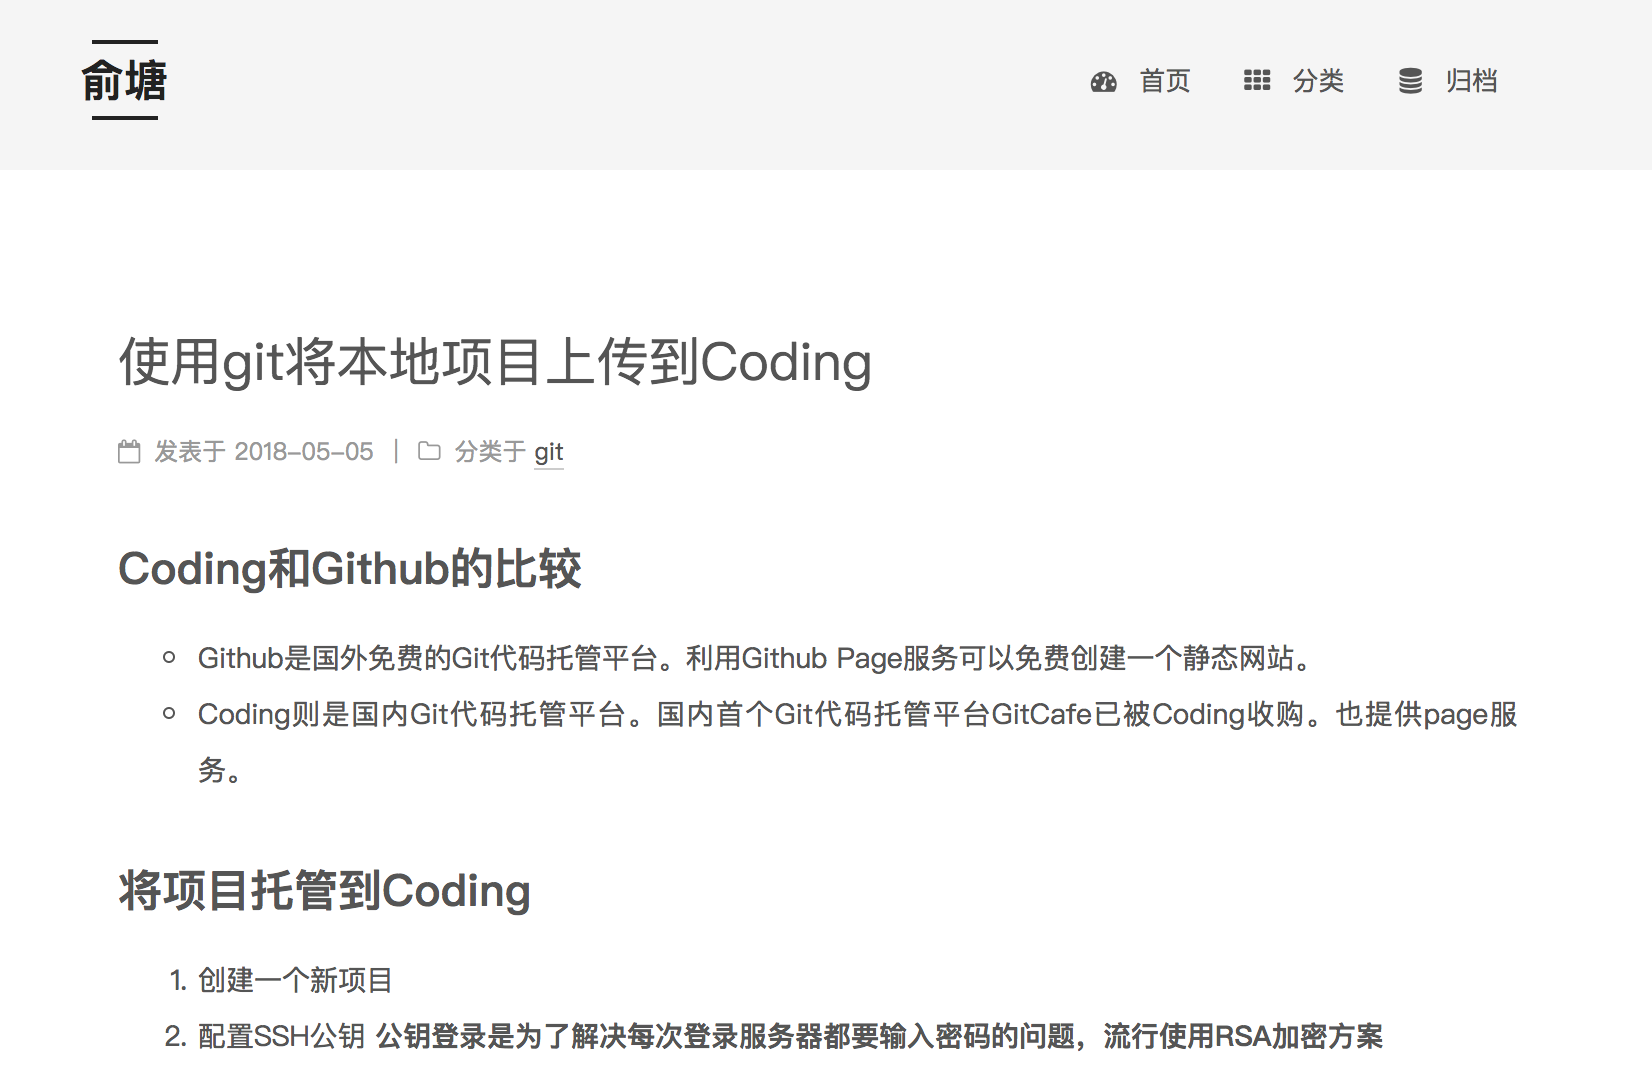 俞塘
首页 分类 归档
使用git将本地项目上传到Coding
发表于 2018-05-05 | 分类于 git
Coding和Github的比较
Github是国外免费的Git代码托管平台。利用Github Page服务可以免费创建一个静态网站。
Coding则是国内Git代码托管平台。国内首个Git代码托管平台GitCafe已被Coding收购。也提供page服
务。
将项目托管到Coding
1. 创建一个新项目
2. 配置SSH公钥 公钥登录是为了解决每次登录服务器都要输入密码的问题，流行使用RSA加密方案